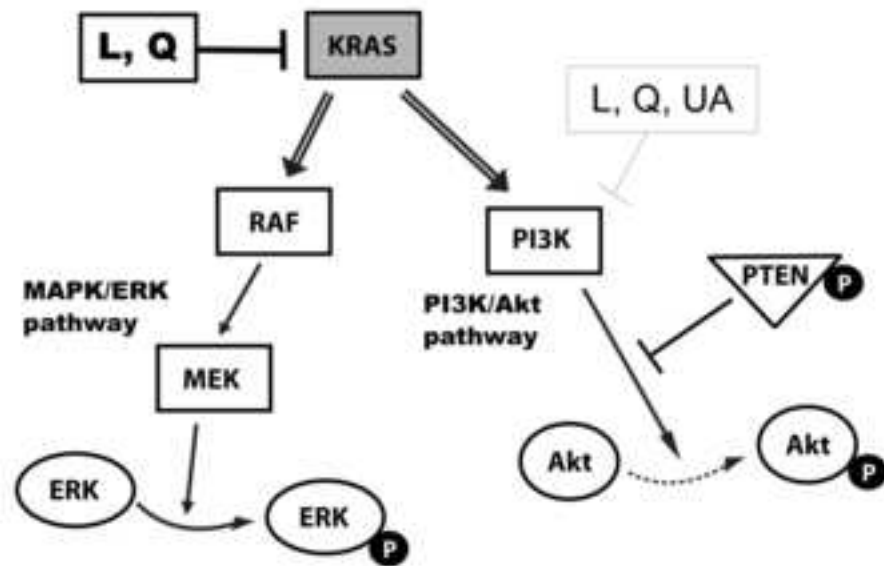 L, Q
KRAS
L, Q, UA
RAF
PI3K
PTEN
P
MAPK/ERK
pathway
PI3K/Akt
pathway
MEK
Akt
Akt
P
ERK
ERK
P